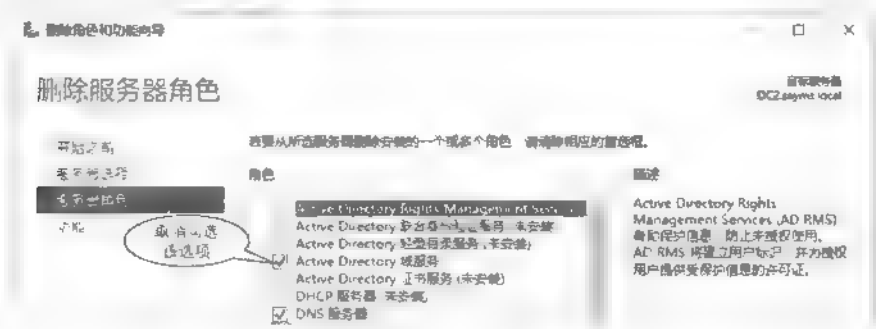 删除角色和功能向导
删除服务器角色
目标服务器
DC2.sayms.local
开始之前
若要从所选服务器删除安装的一个或多个角色，请清除相应的复选框。
服务器选择
角色
描述
服务器角色
功能
取消勾选
此选项
Active Directory Rights Management Serv
Active Directory 联合身份验证服务 (未安装)
Active Directory 轻型目录服务 (未安装)
Active Directory 域服务
Active Directory 证书服务 (未安装)
DHCP 服务器 (未安装)
DNS 服务器
Active Directory Rights
Management Services (AD RMS)
帮助保护信息，防止未授权使用。
AD RMS 将建立用户标识，并为授权
用户提供受保护信息的许可证。